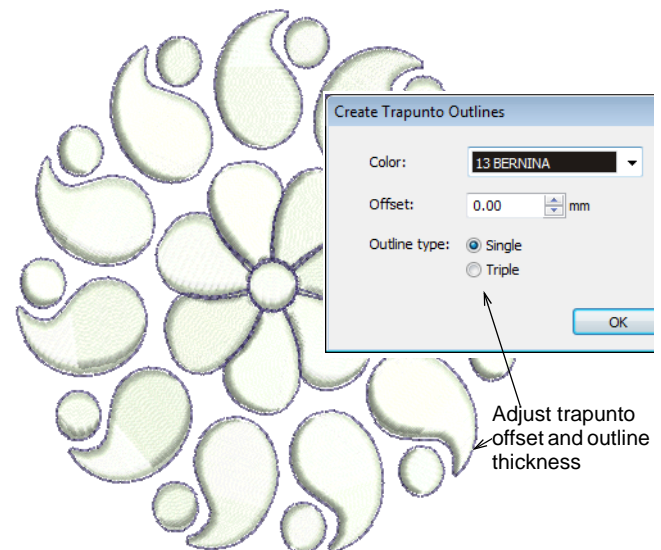 Create Trapunto Outlines
Color: 13 BERNINA
Offset: 0.00 mm
Outline type: Single
Triple
OK
Adjust trapunto
offset and outline
thickness